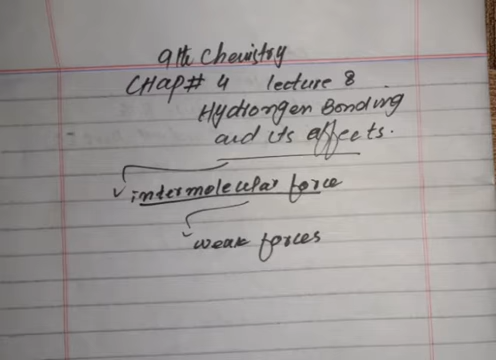 9th Chemistry
CHAP# 4 lecture 8
Hydrongen Bonding
and its affects.
intermolecular force
weak forces